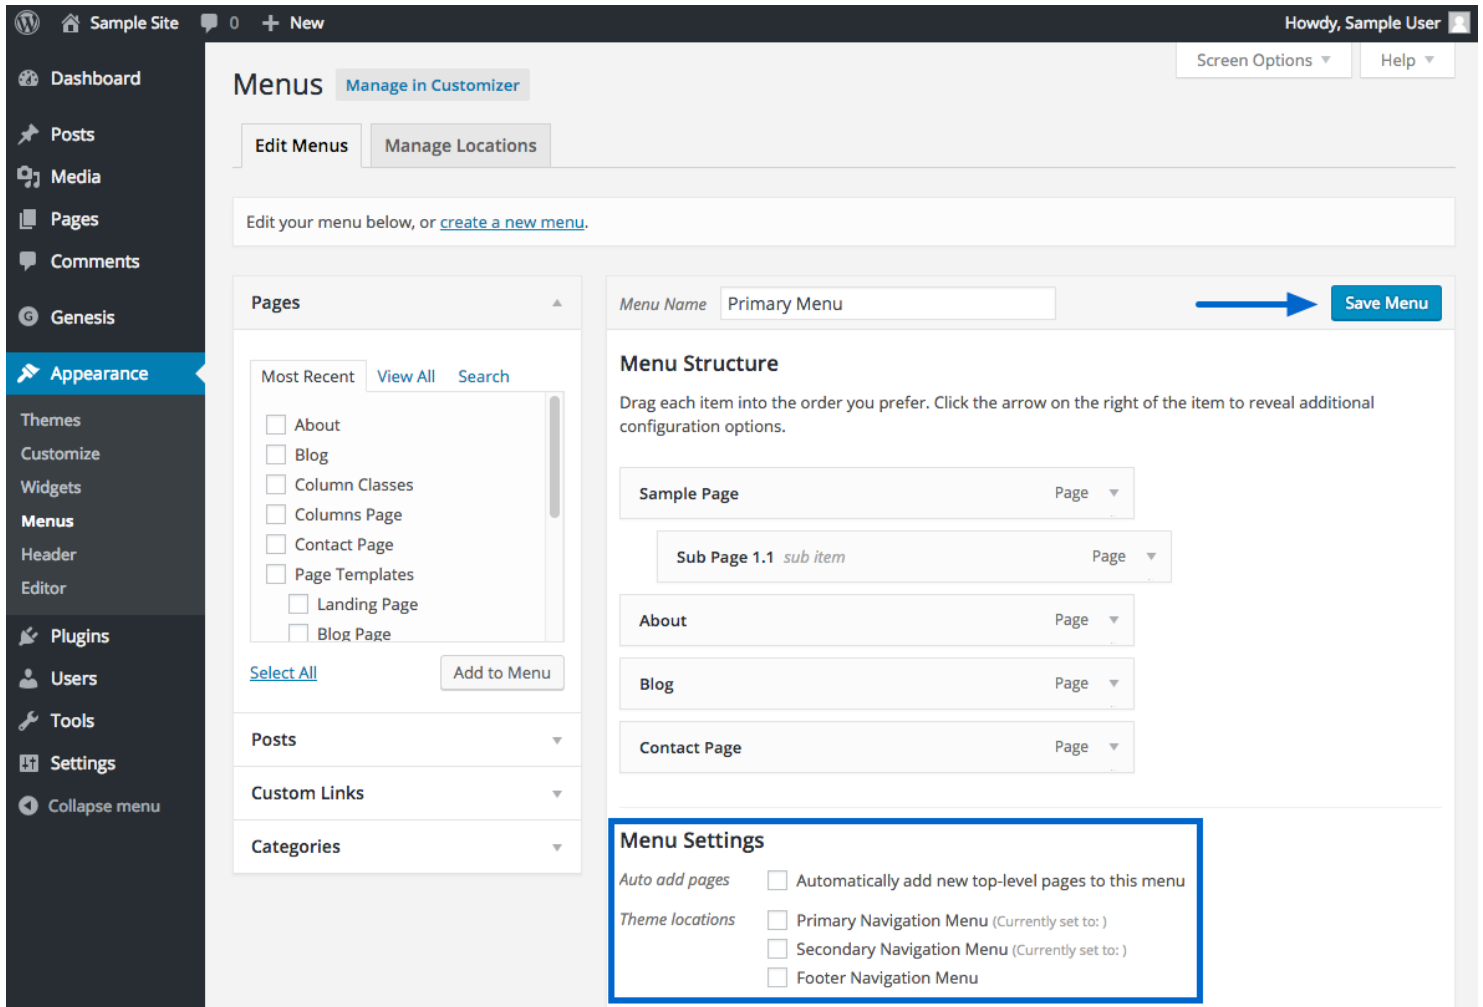 Sample Site 0 + New Howdy, Sample User
Dashboard
Posts
Media
Pages
Comments
Genesis
Appearance
Themes
Customize
Widgets
Menus
Header
Editor
Plugins
Users
Tools
Settings
Collapse menu
Screen Options Help
Menus Manage in Customizer
Edit Menus Manage Locations
Edit your menu below, or create a new menu.
Pages
Most Recent View All Search
About
Blog
Column Classes
Columns Page
Contact Page
Page Templates
Landing Page
Blog Page
Select All Add to Menu
Posts
Custom Links
Categories
Menu Name Primary Menu Save Menu
Menu Structure
Drag each item into the order you prefer. Click the arrow on the right of the item to reveal additional
configuration options.
Sample Page Page
Sub Page 1.1 sub item Page
About Page
Blog Page
Contact Page Page
Menu Settings
Auto add pages Automatically add new top-level pages to this menu
Theme locations Primary Navigation Menu (Currently set to: )
Secondary Navigation Menu (Currently set to: )
Footer Navigation Menu